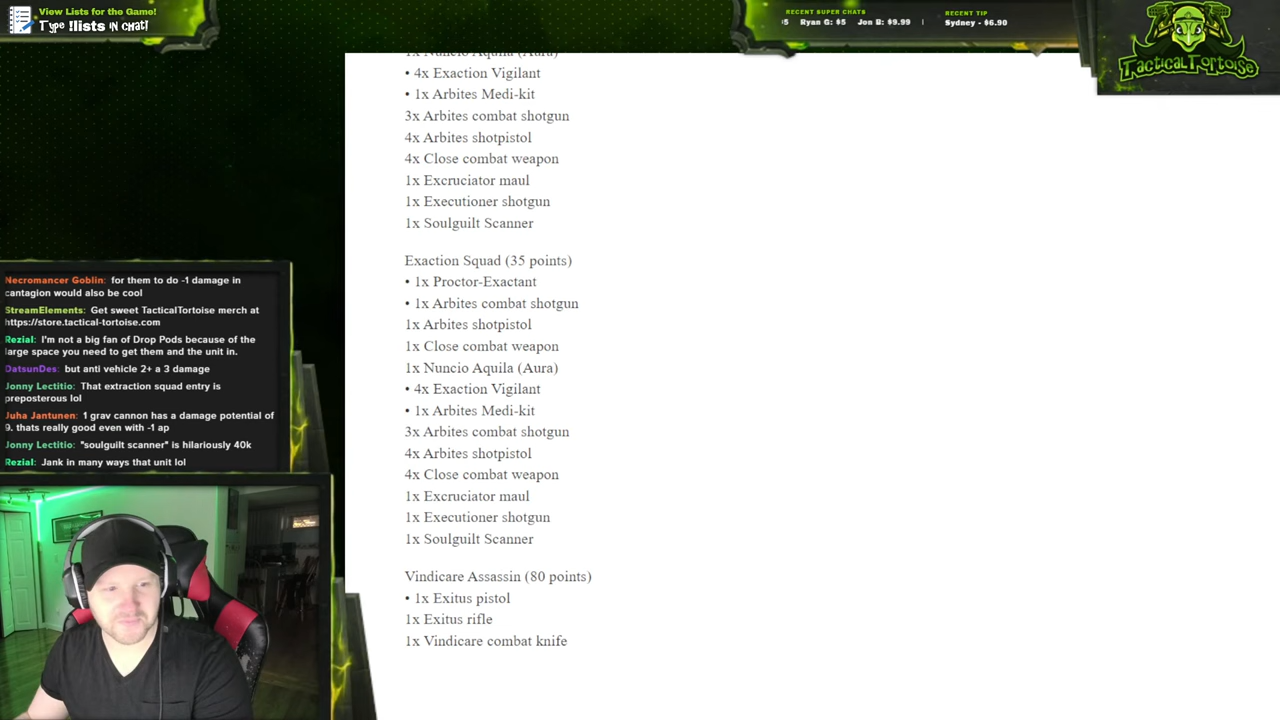 View Lists for the Game!
Type !lists in chat!
RECENT SUPER CHATS
Ryan G: $5 Jon B: $9.99 |
RECENT TIP
Sydney - $6.90
TACTICALTORTOISE
1x Nuncio Aquila (Aura)
• 4x Exaction Vigilant
• 1x Arbites Medi-kit
3x Arbites combat shotgun
4x Arbites shotpistol
4x Close combat weapon
1x Excruciator maul
1x Executioner shotgun
1x Soulguilt Scanner
Exaction Squad (35 points)
• 1x Proctor-Exactant
• 1x Arbites combat shotgun
1x Arbites shotpistol
1x Close combat weapon
1x Nuncio Aquila (Aura)
• 4x Exaction Vigilant
• 1x Arbites Medi-kit
3x Arbites combat shotgun
4x Arbites shotpistol
4x Close combat weapon
1x Excruciator maul
1x Executioner shotgun
1x Soulguilt Scanner
Vindicare Assassin (80 points)
• 1x Exitus pistol
1x Exitus rifle
1x Vindicare combat knife
Necromancer Goblin: for them to do -1 damage in
cantagion would also be cool
StreamElements: Get sweet TacticalTortoise merch at
https://store.tactical-tortoise.com
Rezial: I'm not a big fan of Drop Pods because of the
large space you need to get them and the unit in.
DatsunDes: but anti vehicle 2+ a 3 damage
Jonny Lectitio: That extraction squad entry is
preposterous lol
Juha Jantunen: 1 grav cannon has a damage potential of
9. thats really good even with -1 ap
Jonny Lectitio: "soulguilt scanner" is hilariously 40k
Rezial: Jank in many ways that unit lol